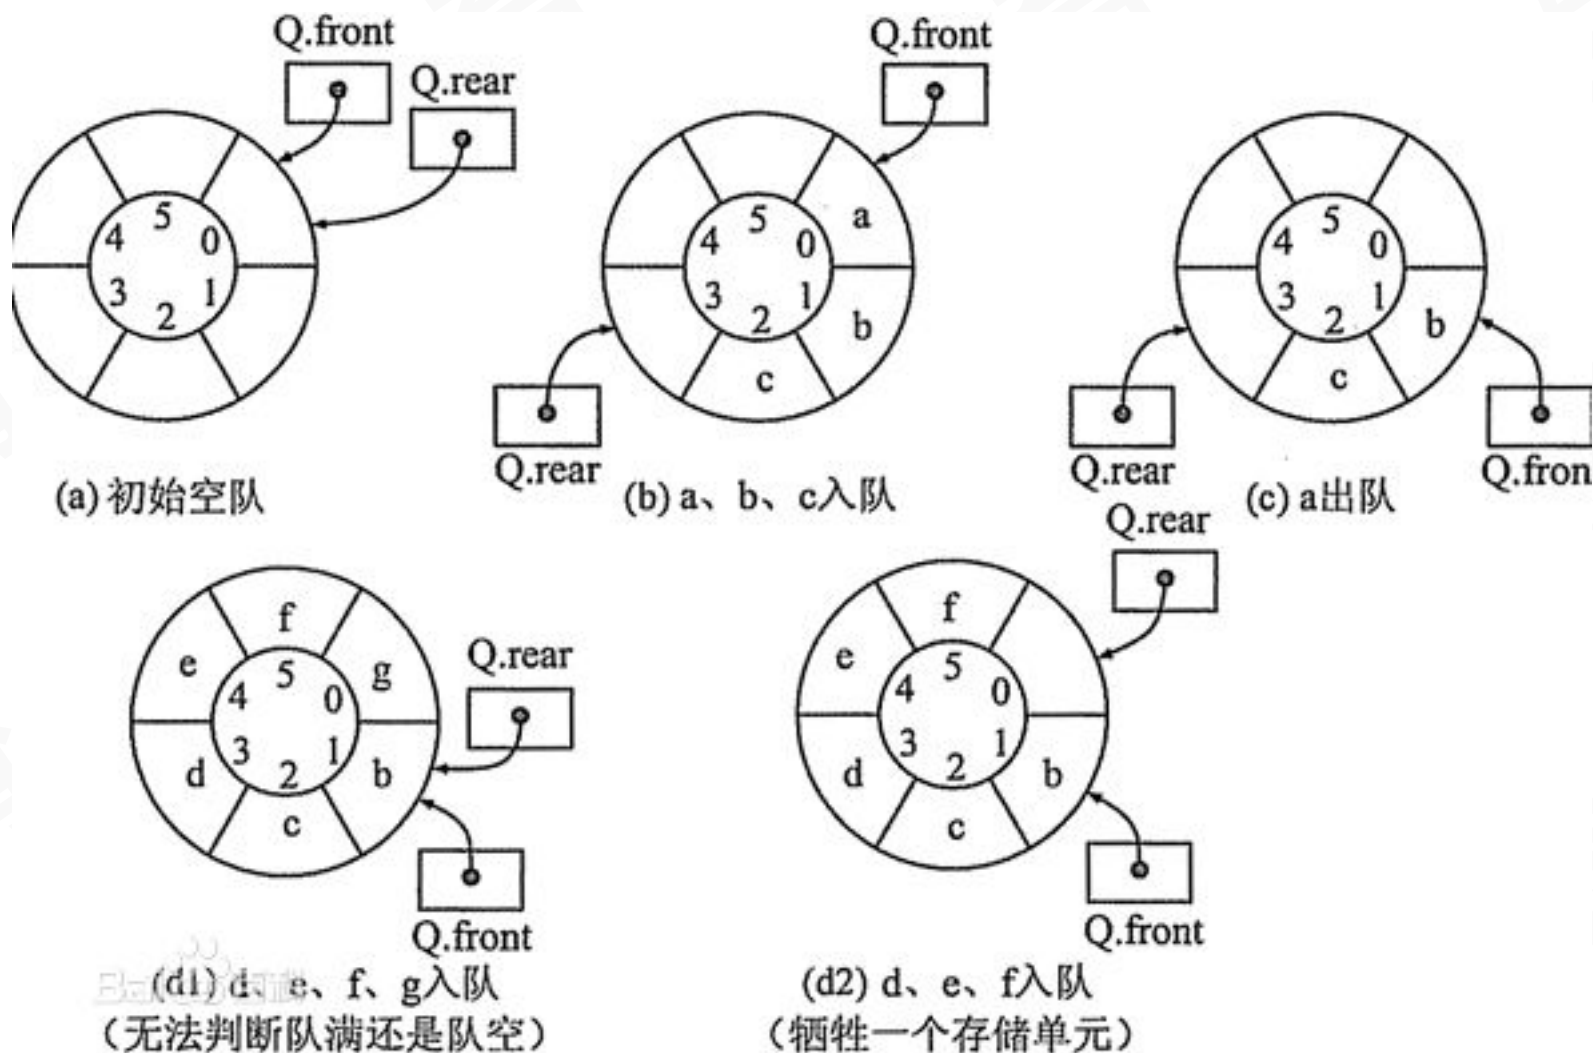 Q.front
Q.rear
5
4 0
3 1
2
(a) 初始空队
Q.front
5
4 0 a
3 1 b
2
c
Q.rear
(b) a、b、c入队
5
4 0
3 1 b
2
c
Q.rear
Q.fron
(c) a出队
f
e 5 g
4 0
3 1
d 2 b
c
Q.rear
Q.front
(d1) d、e、f、g入队
（无法判断队满还是队空）
Q.rear
f
e 5
4 0
3 1
d 2 b
c
Q.front
(d2) d、e、f入队
（牺牲一个存储单元）